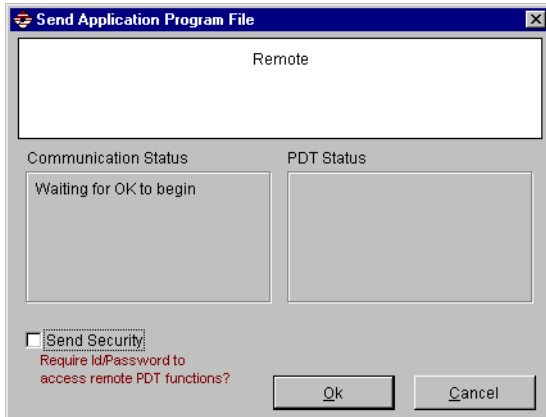 Send Application Program File
Remote
Communication Status
PDT Status
Waiting for OK to begin
Send Security
Require Id/Password to
access remote PDT functions?
Ok
Cancel